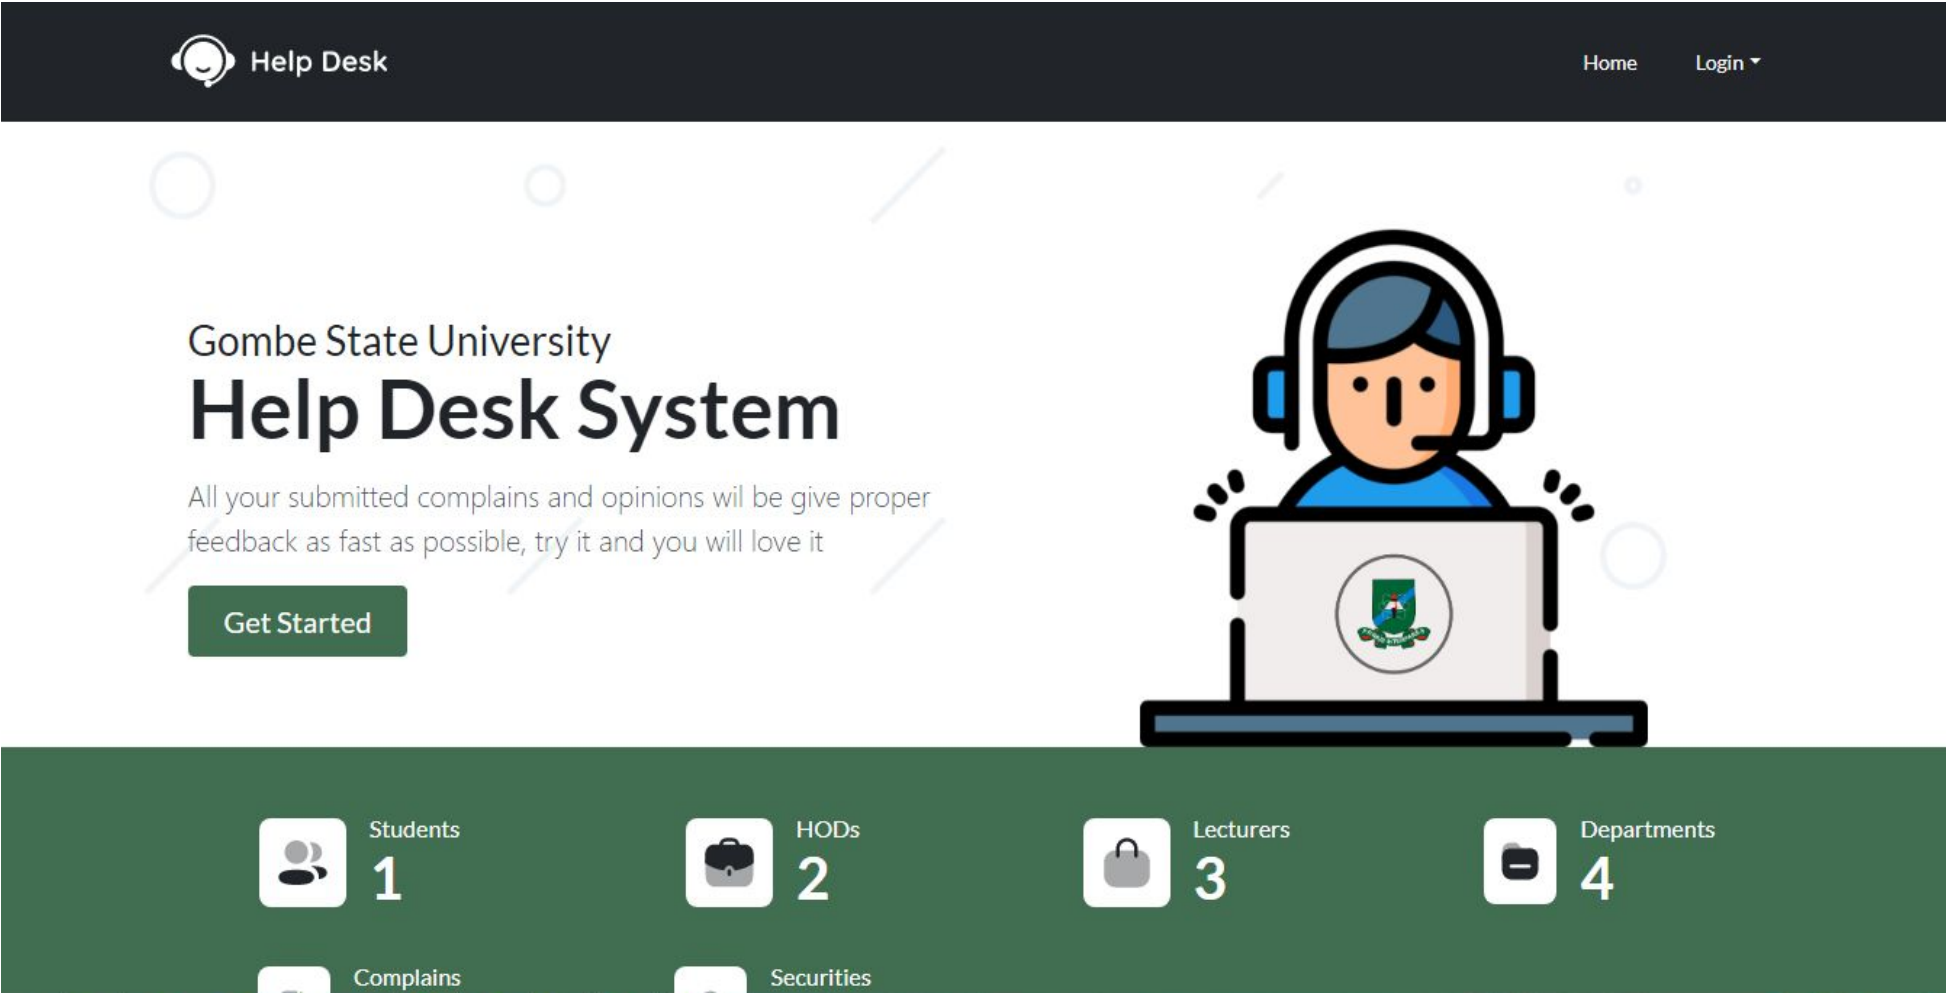 Help Desk
Home
Login
Gombe State University
Help Desk System
All your submitted complains and opinions wil be give proper
feedback as fast as possible, try it and you will love it
Get Started
Students
1
HODs
2
Lecturers
3
Departments
4
Complains
Securities